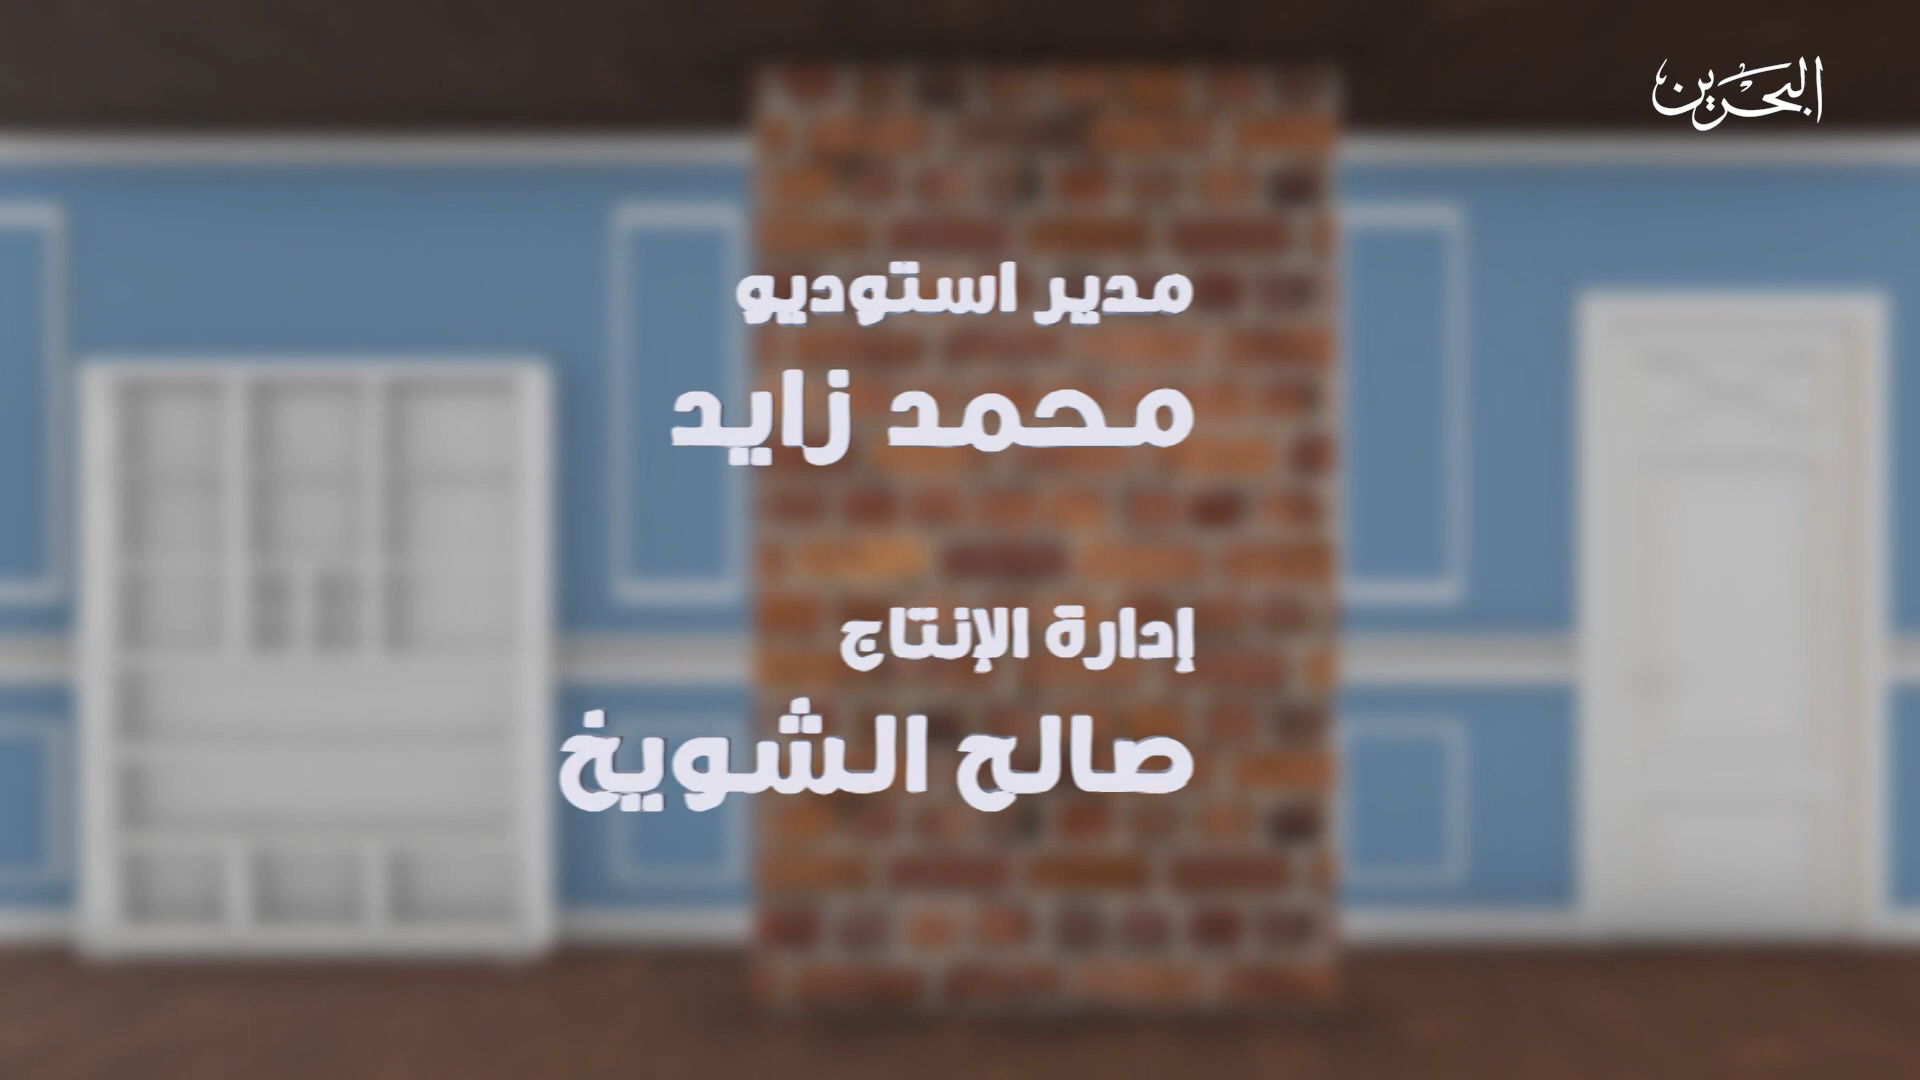 البحرين
مدير استوديو
محمد زايد
إدارة الإنتاج
صالح الشويخ